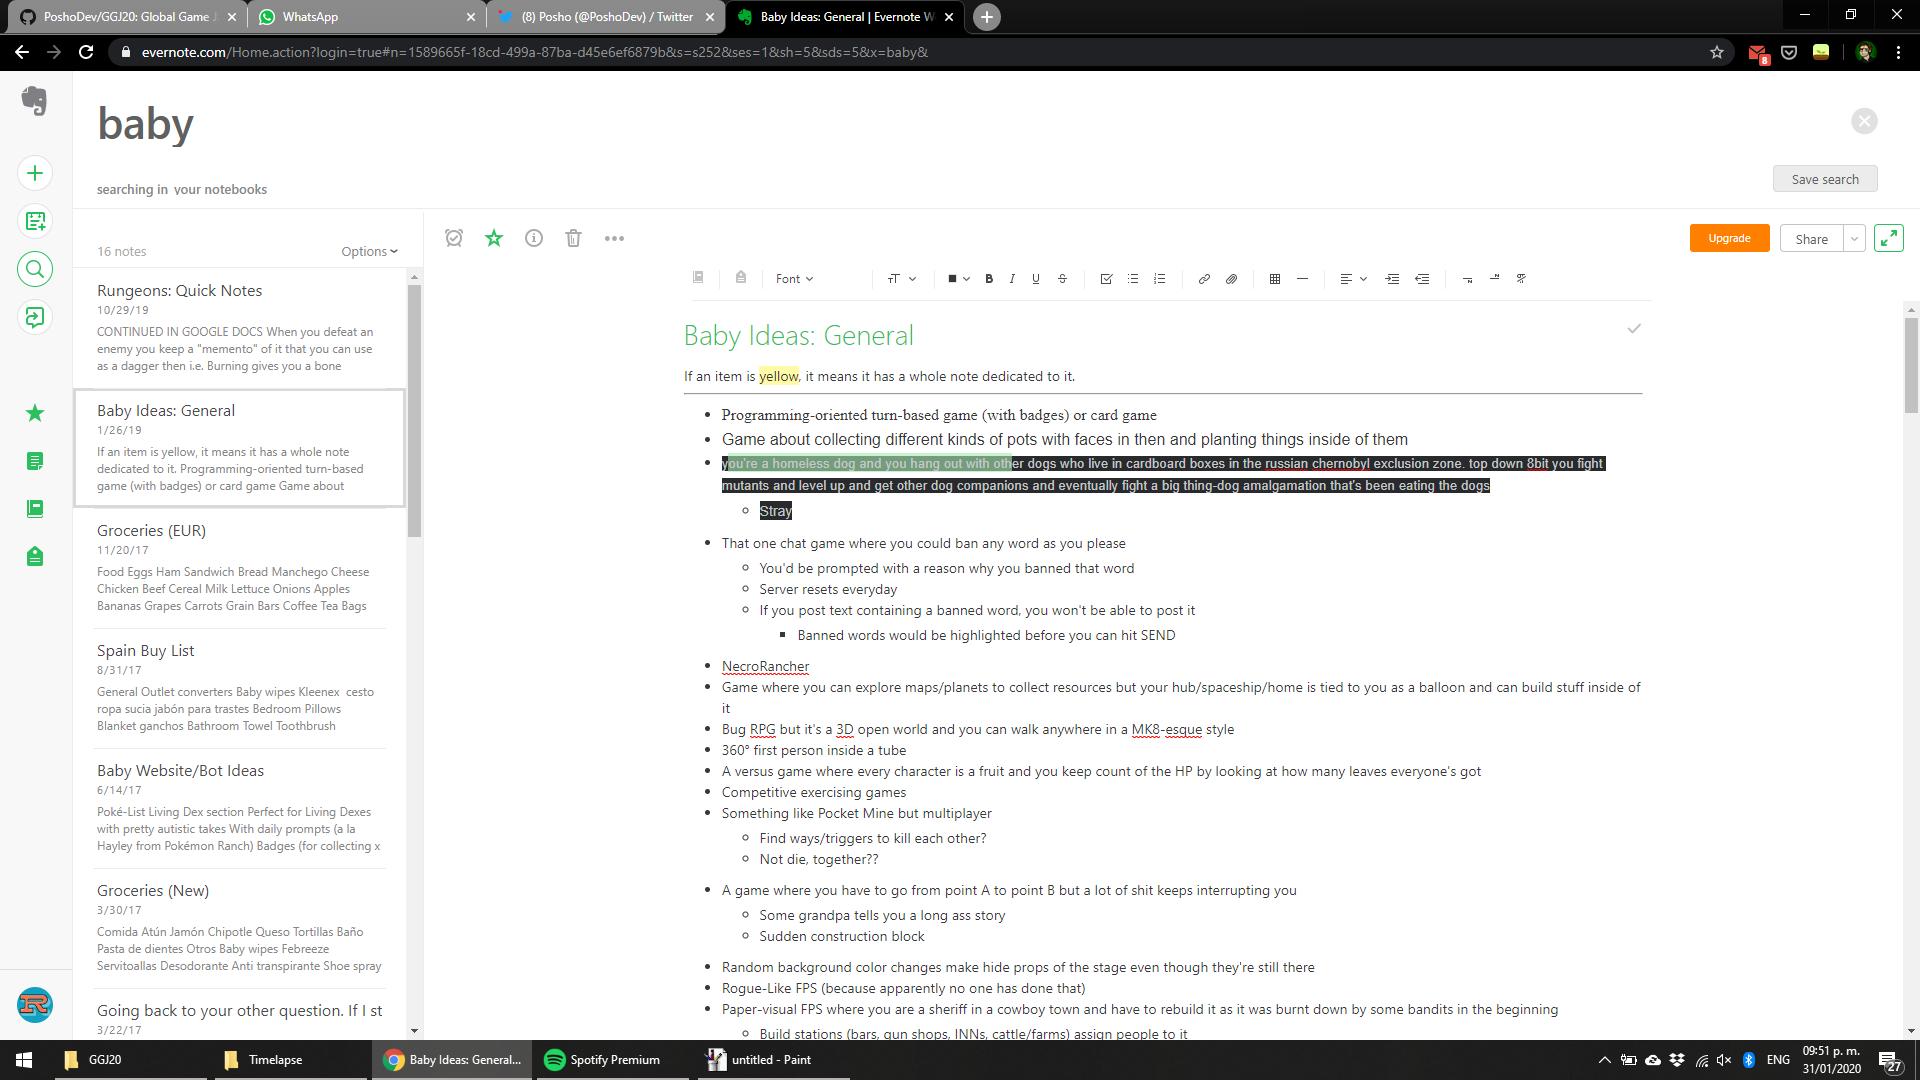 PoshoDev/GGJ20: Global Game J
WhatsApp
(8) Posho (@PoshoDev) / Twitter
Baby Ideas: General | Evernote W
evernote.com/Home.action?login=true#n=1589665f-18cd-499a-87ba-d45e6ef6879b&s=s252&ses=1&sh=5&sds=5&x=baby&
8
baby
searching in your notebooks
Save search
16 notes
Options
Upgrade
Share
Font
Rungeons: Quick Notes
10/29/19
CONTINUED IN GOOGLE DOCS When you defeat an
enemy you keep a "memento" of it that you can use
as a dagger then i.e. Burning gives you a bone
Baby Ideas: General
1/26/19
If an item is yellow, it means it has a whole note
dedicated to it. Programming-oriented turn-based
game (with badges) or card game Game about
Groceries (EUR)
11/20/17
Food Eggs Ham Sandwich Bread Manchego Cheese
Chicken Beef Cereal Milk Lettuce Onions Apples
Bananas Grapes Carrots Grain Bars Coffee Tea Bags
Spain Buy List
8/31/17
General Outlet converters Baby wipes Kleenex cesto
ropa sucia jabón para trastes Bedroom Pillows
Blanket ganchos Bathroom Towel Toothbrush
Baby Website/Bot Ideas
6/14/17
Poké-List Living Dex section Perfect for Living Dexes
with pretty autistic takes With daily prompts (a la
Hayley from Pokémon Ranch) Badges (for collecting x
Groceries (New)
3/30/17
Comida Atún Jamón Chipotle Queso Tortillas Baño
Pasta de dientes Otros Baby wipes Febreeze
Servitoallas Desodorante Anti transpirante Shoe spray
Going back to your other question. If I st
3/22/17
Baby Ideas: General
If an item is yellow, it means it has a whole note dedicated to it.
Programming-oriented turn-based game (with badges) or card game
Game about collecting different kinds of pots with faces in then and planting things inside of them
you're a homeless dog and you hang out with other dogs who live in cardboard boxes in the russian chernobyl exclusion zone. top down 8bit you fight
mutants and level up and get other dog companions and eventually fight a big thing-dog amalgamation that's been eating the dogs
Stray
That one chat game where you could ban any word as you please
You'd be prompted with a reason why you banned that word
Server resets everyday
If you post text containing a banned word, you won't be able to post it
Banned words would be highlighted before you can hit SEND
NecroRancher
Game where you can explore maps/planets to collect resources but your hub/spaceship/home is tied to you as a balloon and can build stuff inside of
it
Bug RPG but it's a 3D open world and you can walk anywhere in a MK8-esque style
360° first person inside a tube
A versus game where every character is a fruit and you keep count of the HP by looking at how many leaves everyone's got
Competitive exercising games
Something like Pocket Mine but multiplayer
Find ways/triggers to kill each other?
Not die, together??
A game where you have to go from point A to point B but a lot of shit keeps interrupting you
Some grandpa tells you a long ass story
Sudden construction block
Random background color changes make hide props of the stage even though they're still there
Rogue-Like FPS (because apparently no one has done that)
Paper-visual FPS where you are a sheriff in a cowboy town and have to rebuild it as it was burnt down by some bandits in the beginning
Build stations (bars, gun shops, INNs, cattle/farms) assign people to it
GGJ20
Timelapse
Baby Ideas: General...
Spotify Premium
untitled - Paint
ENG
09:51 p. m.
31/01/2020
27